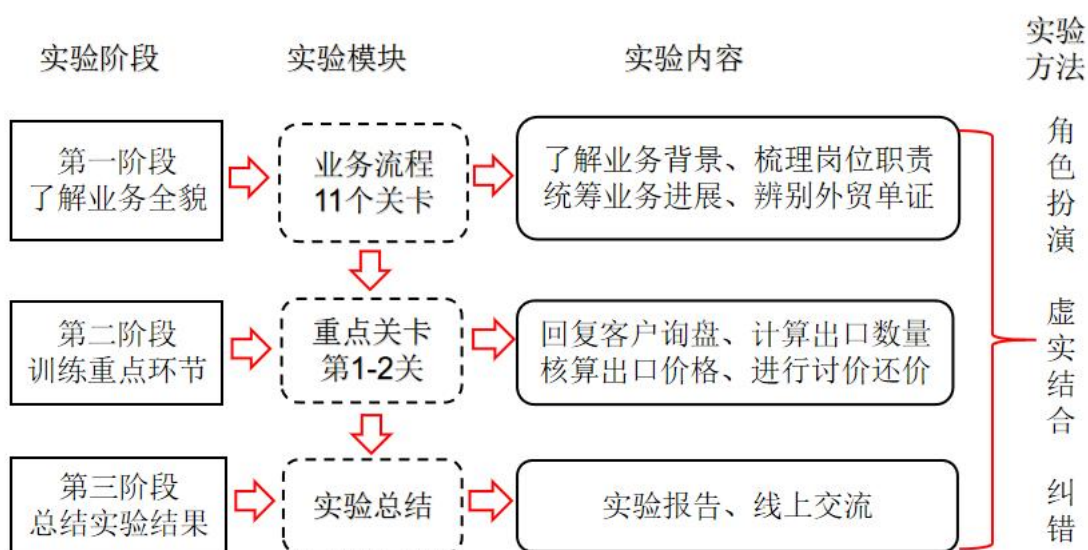 实验阶段
实验模块
实验内容
实验
方法
第一阶段
了解业务全貌
业务流程
11个关卡
了解业务背景、梳理岗位职责
统筹业务进展、辨别外贸单证
第二阶段
训练重点环节
重点关卡
第1-2关
回复客户询盘、计算出口数量
核算出口价格、进行讨价还价
第三阶段
总结实验结果
实验总结
实验报告、线上交流
角色扮演
虚实结合
纠错